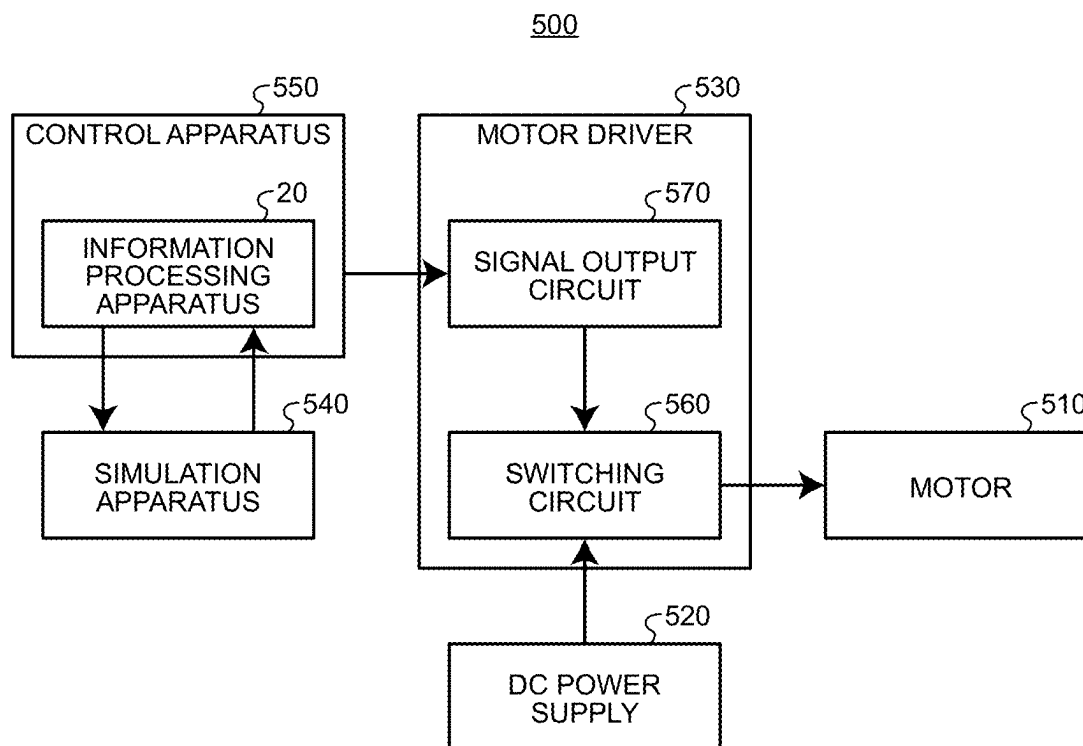 500
550
530
CONTROL APPARATUS
MOTOR DRIVER
20
570
INFORMATION
PROCESSING
APPARATUS
SIGNAL OUTPUT
CIRCUIT
540
560
510
SIMULATION
APPARATUS
SWITCHING
CIRCUIT
MOTOR
520
DC POWER
SUPPLY